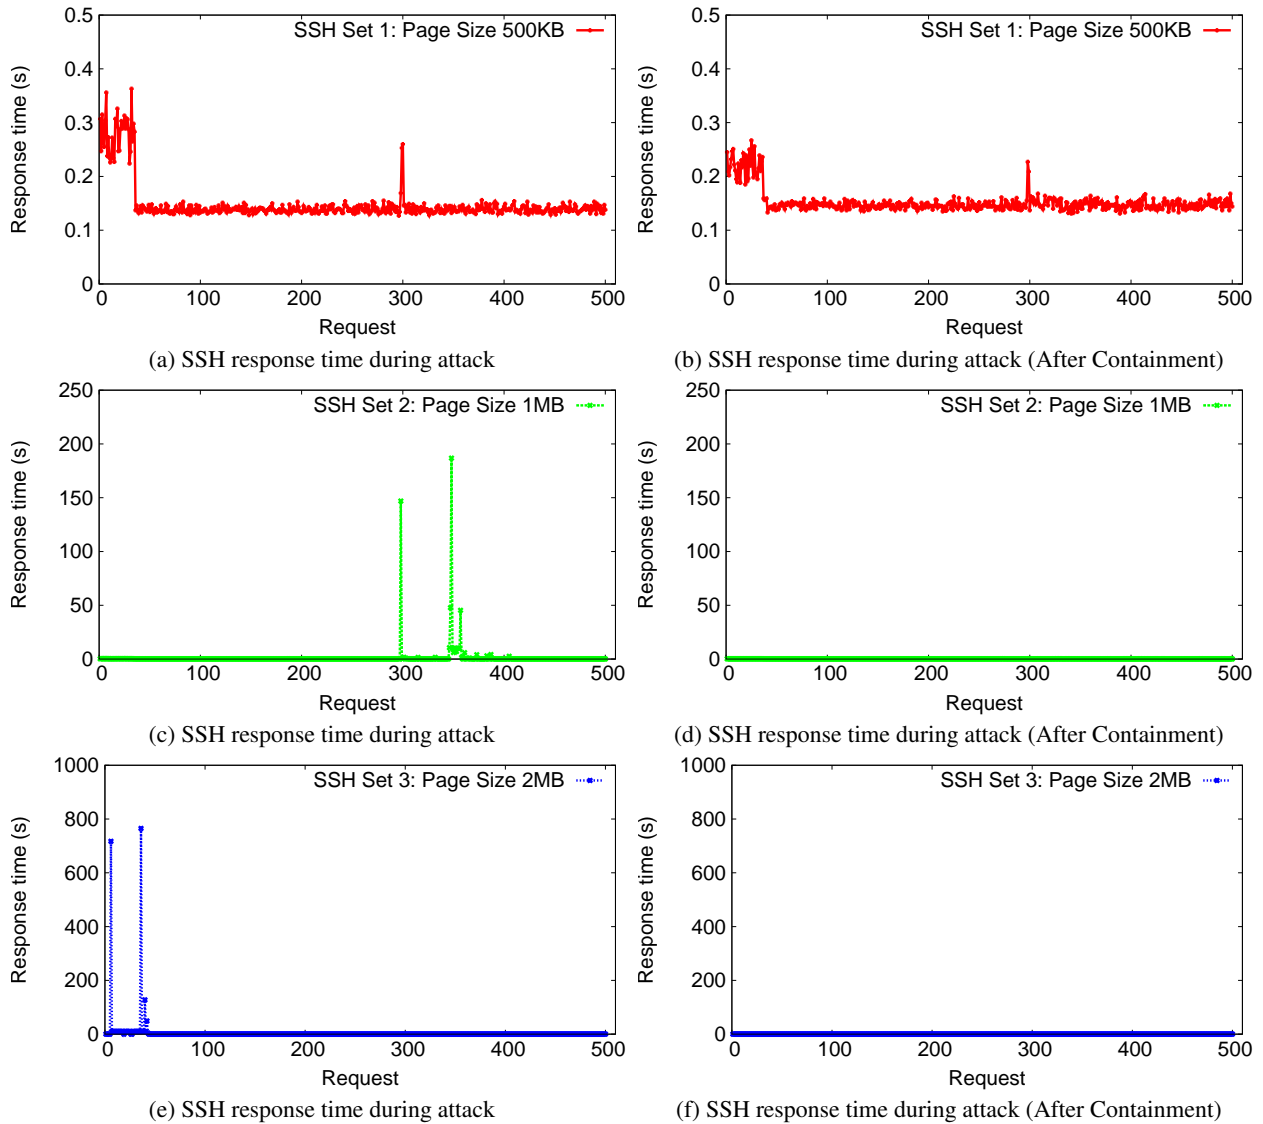 SSH Set 1: Page Size 500KB
Response time (s)
0.5
0.4
0.3
0.2
0.1
0
0 100 200 300 400 500
Request
(a) SSH response time during attack
SSH Set 1: Page Size 500KB
Response time (s)
0.5
0.4
0.3
0.2
0.1
0
0 100 200 300 400 500
Request
(b) SSH response time during attack (After Containment)
SSH Set 2: Page Size 1MB
Response time (s)
250
200
150
100
50
0
0 100 200 300 400 500
Request
(c) SSH response time during attack
SSH Set 2: Page Size 1MB
Response time (s)
250
200
150
100
50
0
0 100 200 300 400 500
Request
(d) SSH response time during attack (After Containment)
SSH Set 3: Page Size 2MB
Response time (s)
1000
800
600
400
200
0
0 100 200 300 400 500
Request
(e) SSH response time during attack
SSH Set 3: Page Size 2MB
Response time (s)
1000
800
600
400
200
0
0 100 200 300 400 500
Request
(f) SSH response time during attack (After Containment)